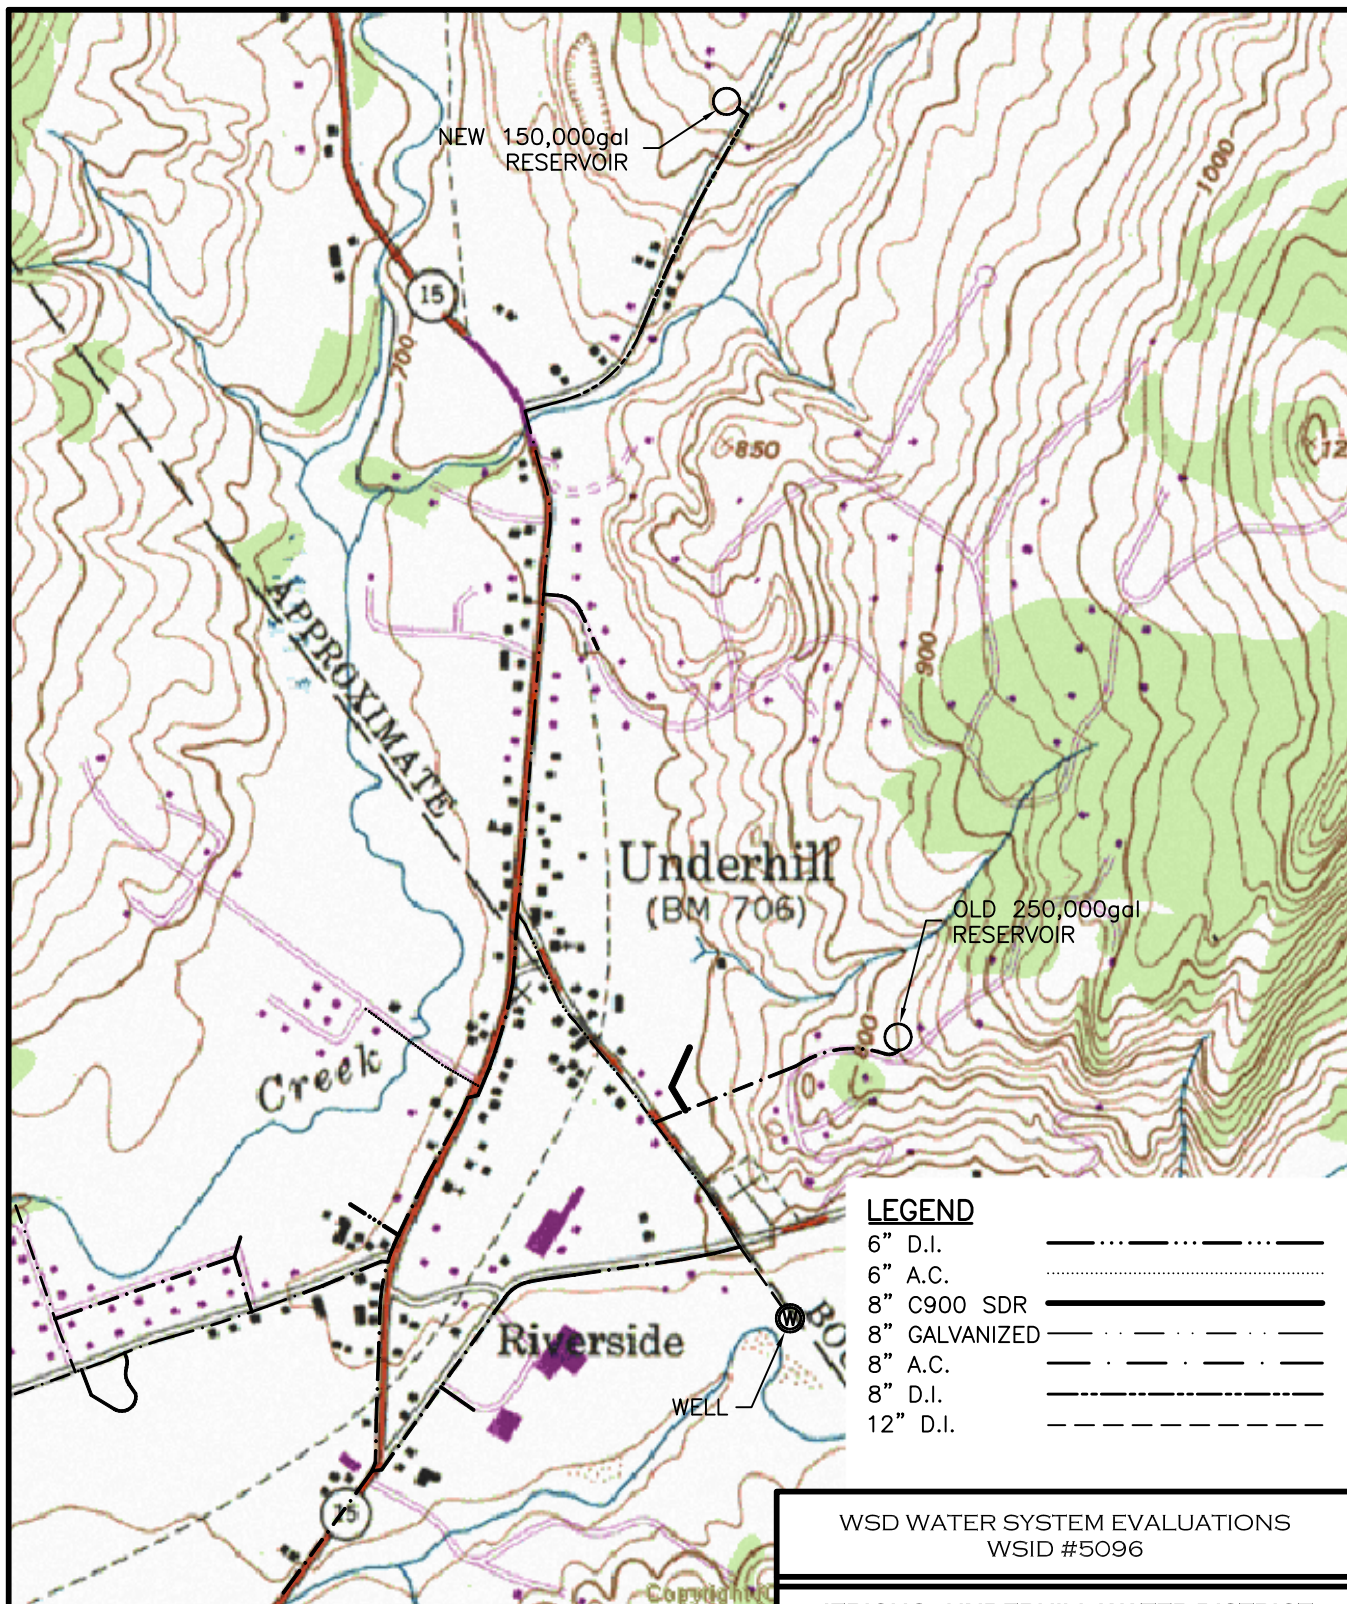 NEW 150,000gal
RESERVOIR
1000
15
700
850
12
APPROXIMATE
900
Underhill
(BM 706)
OLD 250,000gal
RESERVOIR
Creek
LEGEND
6” D.I.
6” A.C.
8” C900 SDR
8” GALVANIZED
8” A.C.
8” D.I.
12” D.I.
W
Riverside
WELL
15
WSD WATER SYSTEM EVALUATIONS
WSID #5096